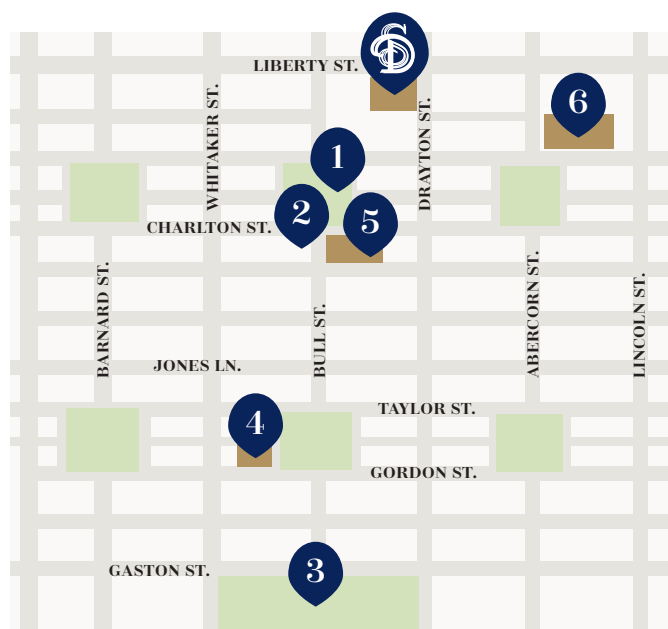 SD
LIBERTY ST.
6
WHITAKER ST.
DRAYTON ST.
1
2
5
CHARLTON ST.
BARNARD ST.
BULL ST.
ABERCORN ST.
LINCOLN ST.
JONES LN.
TAYLOR ST.
4
GORDON ST.
GASTON ST.
3